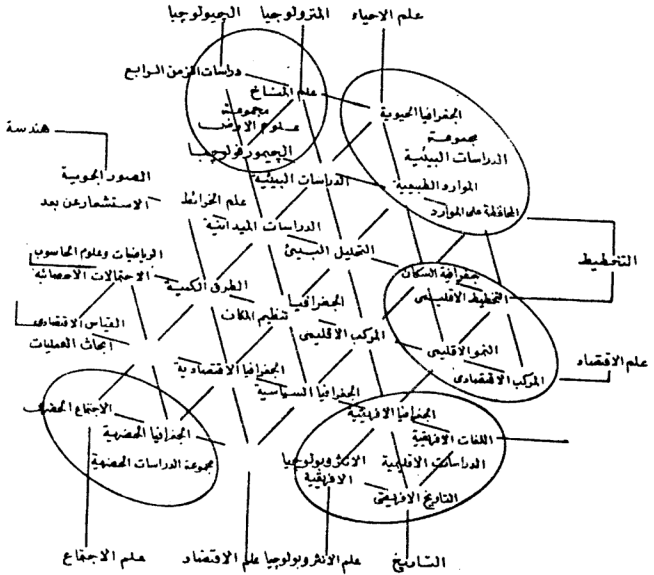 علم الاحياء
المترولوجيا
الجيولوجيا
دراسات الزمن الرابع
علم المناخ
مجموعة
علوم الارض
الجيمورفولوجيا
الجغرافيا الحيوية
مجموعة
الدراسات البيئية
الموارد الطبيعية
المحافظة على الموارد
هندسة
الصور الجوية
الاستشعار عن بعد
علم الخرائط
الدراسات البيئية
الدراسات الميدانية
التحليل البيئي
التخطيط
الرياضيات وعلوم الحاسوب
الاحتمالات الاحصائية
الطرق الكمية
الجيغرافيا
تنظيم المكان
المركب الاقليمي
جغرافية السكان
التخطيط الاقليمي
النمو الاقليمي
المركب الاقتصادي
علم الاقتصاد
القياس الاقتصادي
ابحاث العمليات
الجغرافيا الاقتصادية
الجغرافيا السياسية
الاجتماع الحضري
الجغرافيا الحضرية
مجموعة الدراسات الحضرية
الجغرافيا الافريقية
اللغات الافريقية
الدراسات الاقليمية
الانثروبولوجيا
الافريقية
التاريخ الافريقي
التاريخ
علم الانثروبولوجيا
علم الاقتصاد
علم الاجتماع